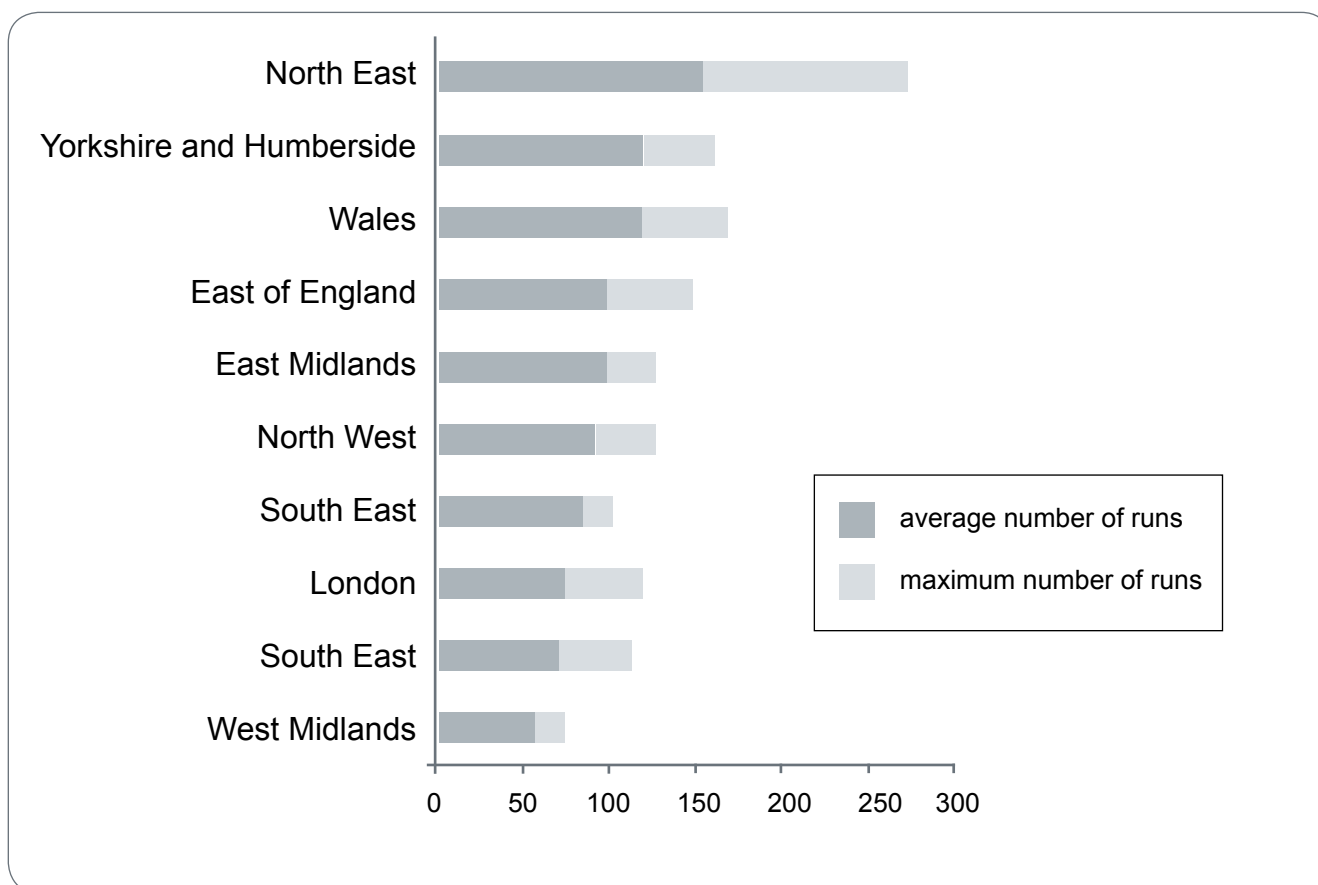 North East
Yorkshire and Humberside
Wales
East of England
East Midlands
North West
South East
London
South East
West Midlands
average number of runs
maximum number of runs
0 50 100 150 200 250 300